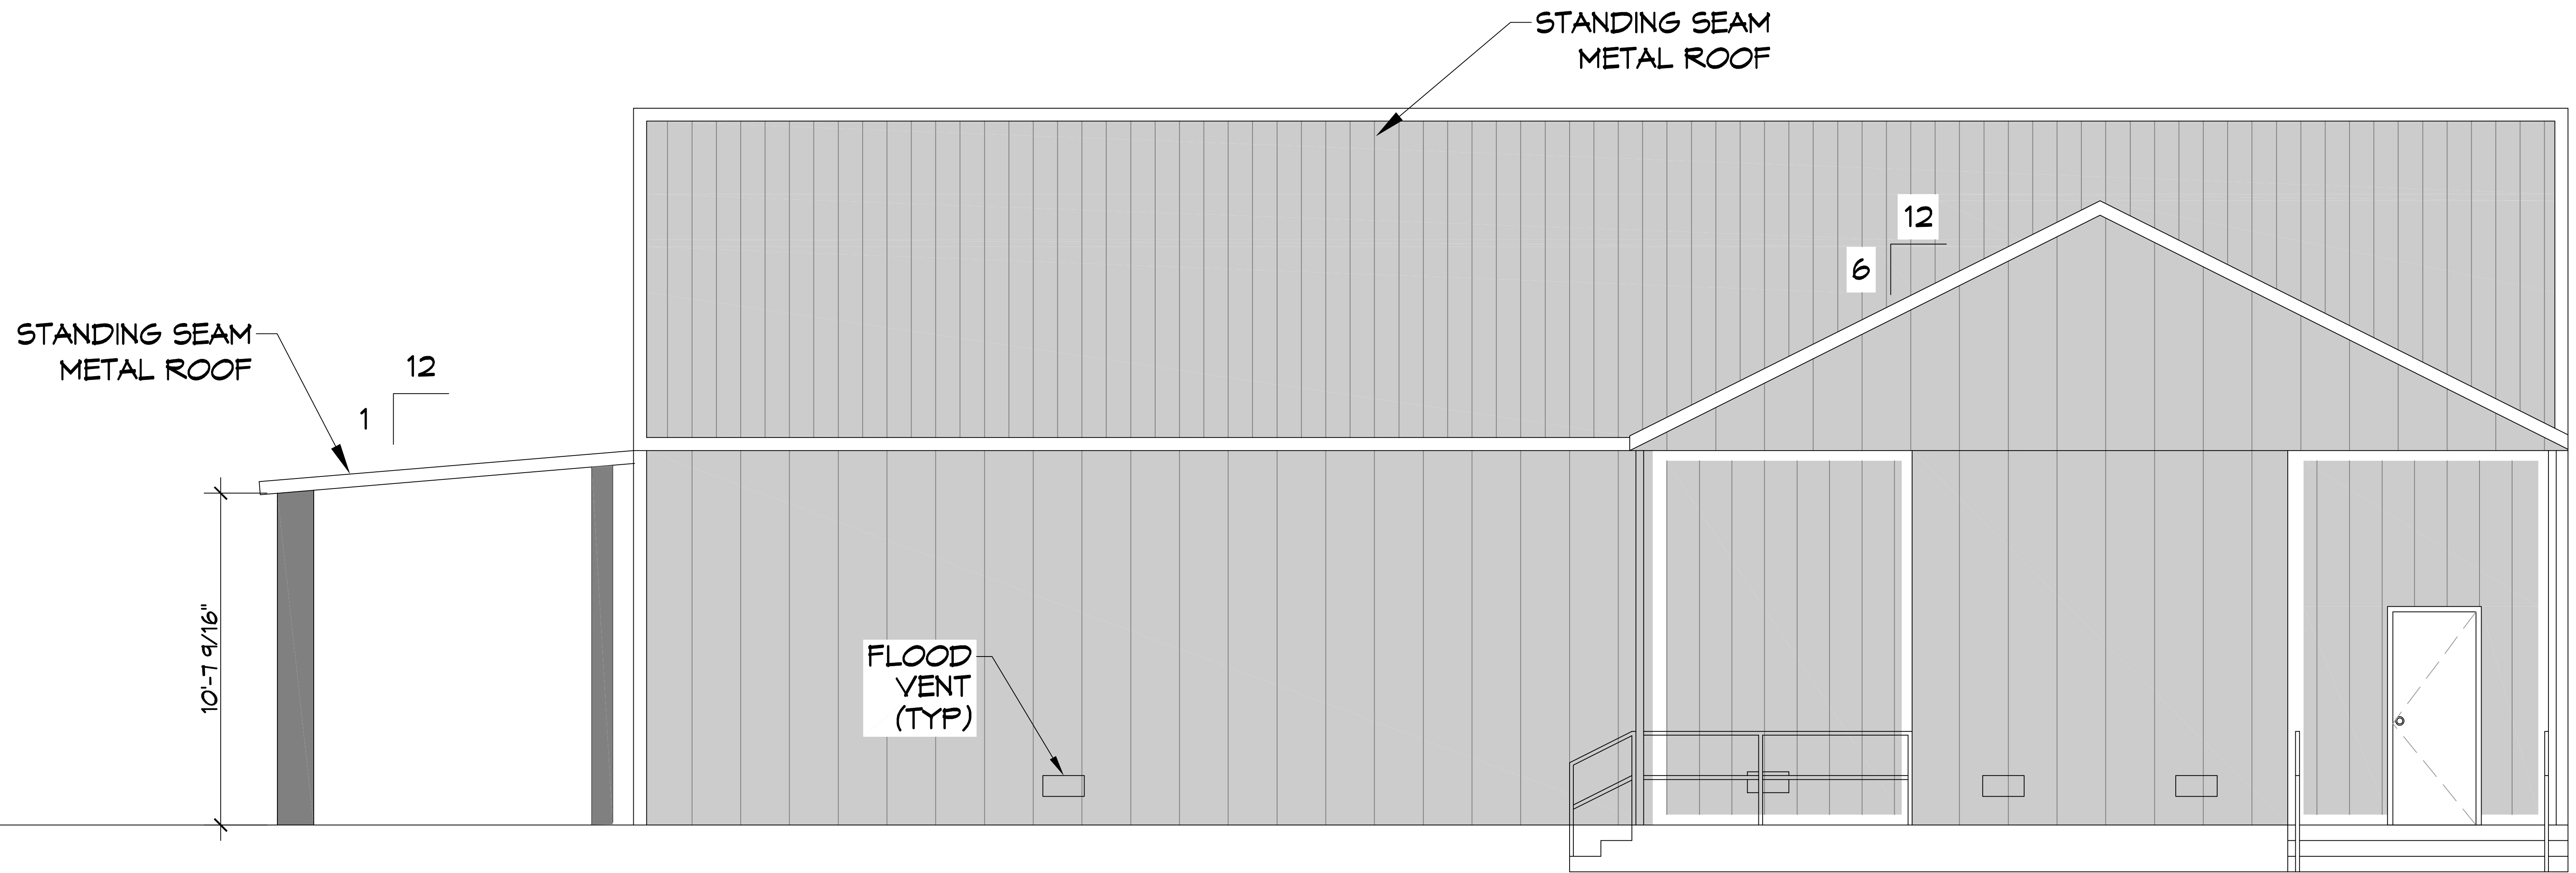 STANDING SEAM
METAL ROOF
12
6
STANDING SEAM
METAL ROOF
12
1
10'-7 9/16"
FLOOD
VENT
(TYP)